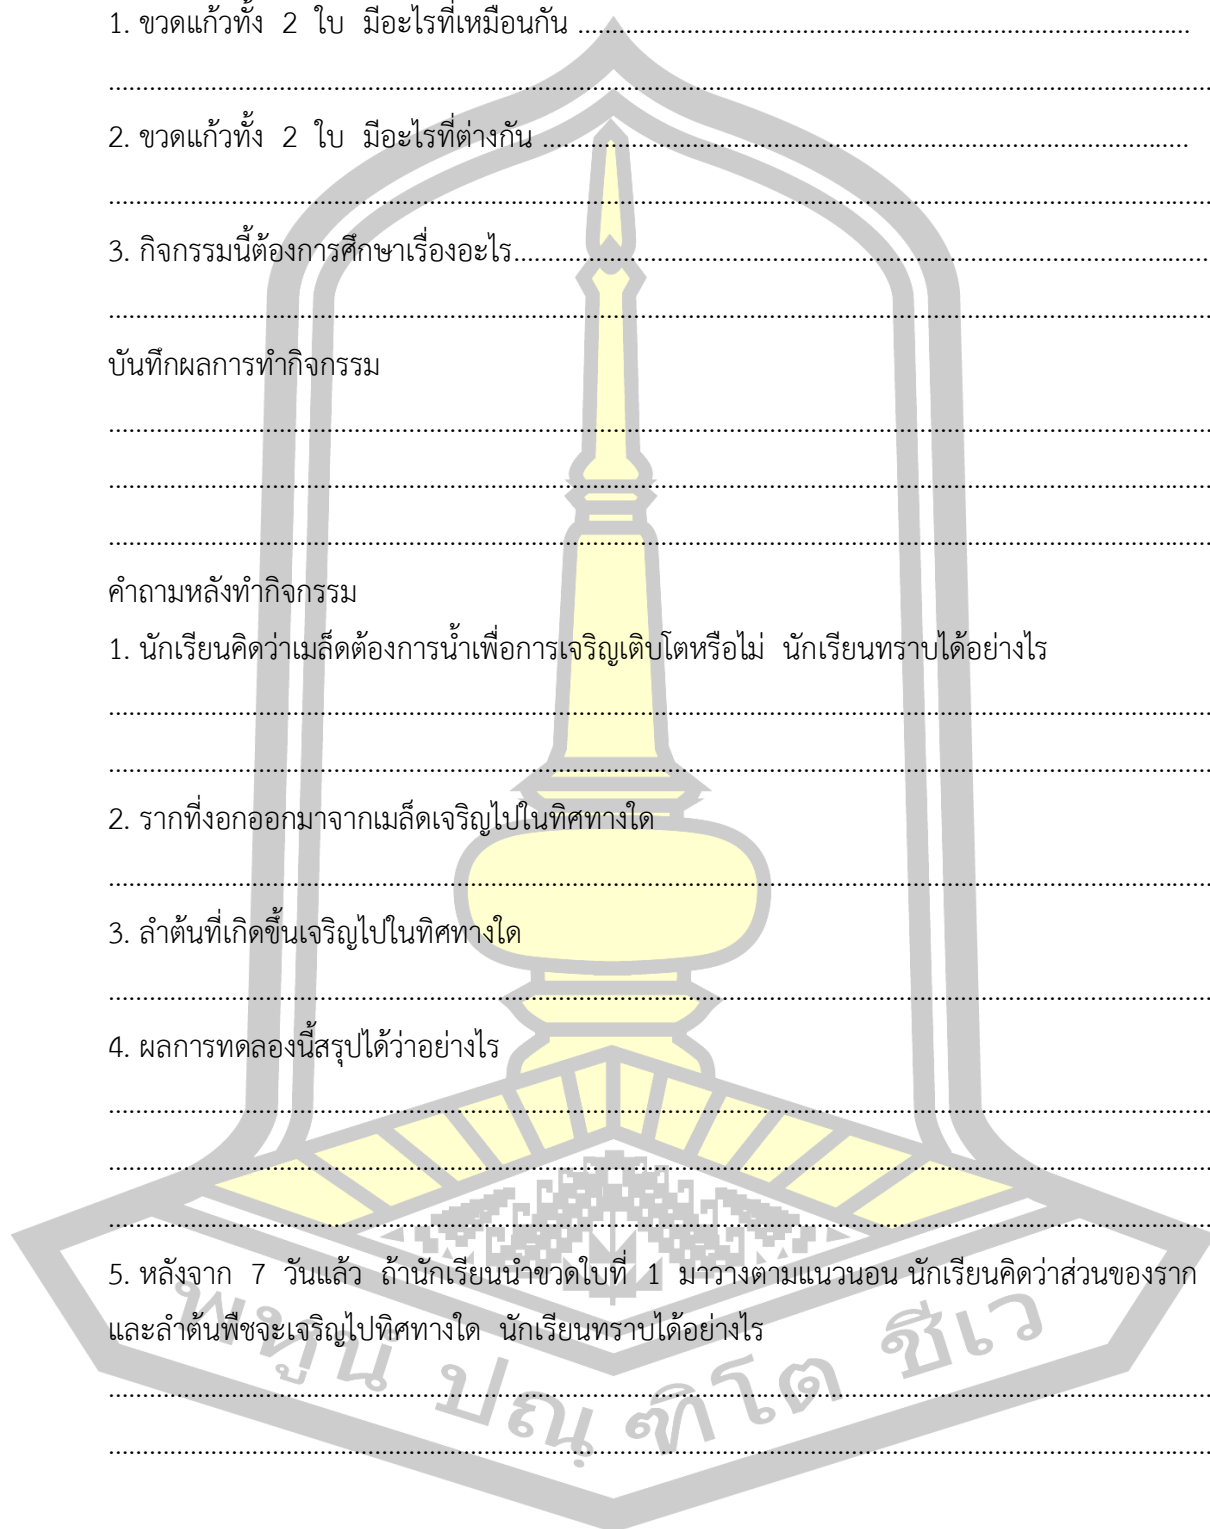 1. ขวดแก้วทั้ง 2 ใบ มีอะไรที่เหมือนกัน ..........................................................................................
..........................................................................................
2. ขวดแก้วทั้ง 2 ใบ มีอะไรที่ต่างกัน ..........................................................................................
..........................................................................................
3. กิจกรรมนี้ต้องการศึกษาเรื่องอะไร..........................................................................................
..........................................................................................
บันทึกผลการทำกิจกรรม
..........................................................................................
..........................................................................................
..........................................................................................
คำถามหลังทำกิจกรรม
1. นักเรียนคิดว่าเมล็ดต้องการน้ำเพื่อการเจริญเติบโตหรือไม่ นักเรียนทราบได้อย่างไร
..........................................................................................
..........................................................................................
2. รากที่งอกออกมาจากเมล็ดเจริญไปในทิศทางใด
..........................................................................................
3. ลำต้นที่เกิดขึ้นเจริญไปในทิศทางใด
..........................................................................................
4. ผลการทดลองนี้สรุปได้ว่าอย่างไร
..........................................................................................
..........................................................................................
..........................................................................................
5. หลังจาก 7 วันแล้ว ถ้านักเรียนนำขวดใบที่ 1 มาวางตามแนวนอน นักเรียนคิดว่าส่วนของราก
และลำต้นพืชจะเจริญไปทิศทางใด นักเรียนทราบได้อย่างไร
..........................................................................................
..........................................................................................
พหูนํ ปณฺฑิโต ชีเว